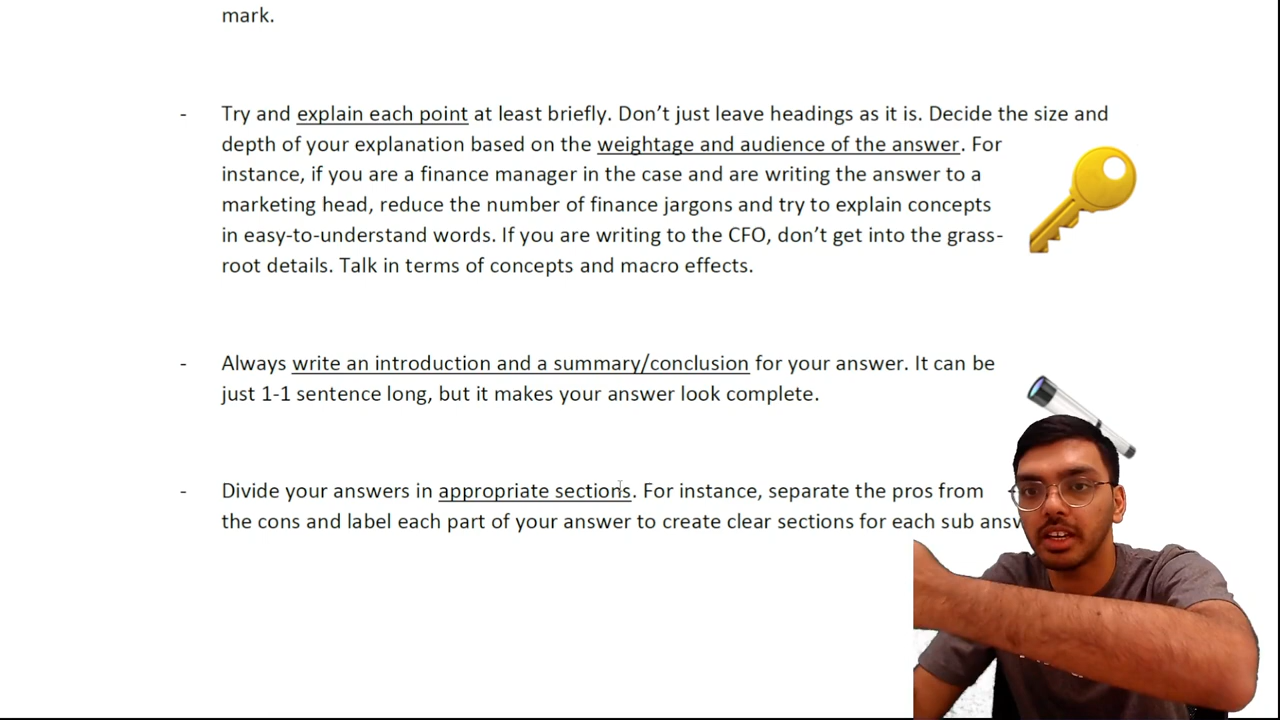 mark.
- Try and explain each point at least briefly. Don’t just leave headings as it is. Decide the size and
depth of your explanation based on the weightage and audience of the answer. For
instance, if you are a finance manager in the case and are writing the answer to a
marketing head, reduce the number of finance jargons and try to explain concepts
in easy-to-understand words. If you are writing to the CFO, don’t get into the grass-
root details. Talk in terms of concepts and macro effects.
- Always write an introduction and a summary/conclusion for your answer. It can be
just 1-1 sentence long, but it makes your answer look complete.
- Divide your answers in appropriate sections. For instance, separate the pros from
the cons and label each part of your answer to create clear sections for each sub